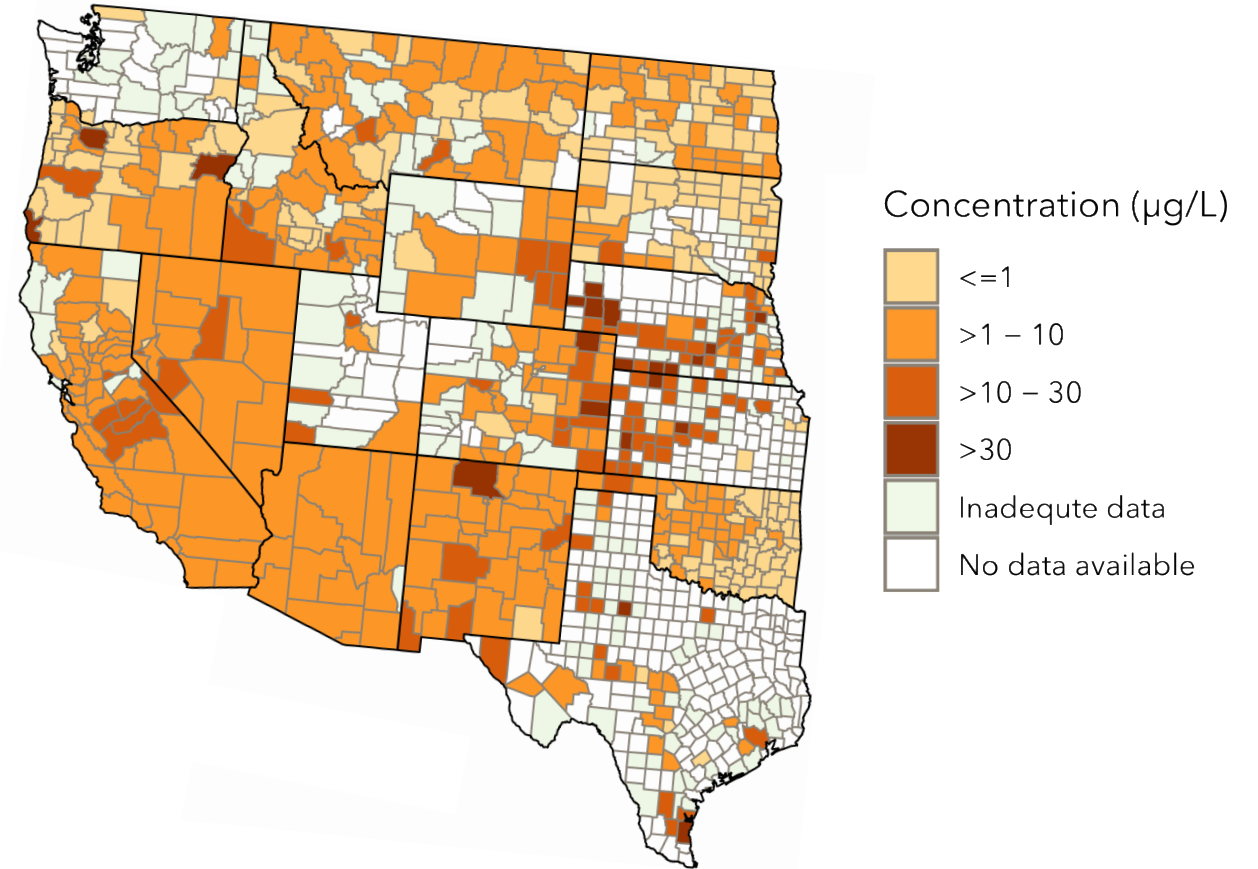 Concentration (µg/L)
<=1
>1 – 10
>10 – 30
>30
Inadequte data
No data available